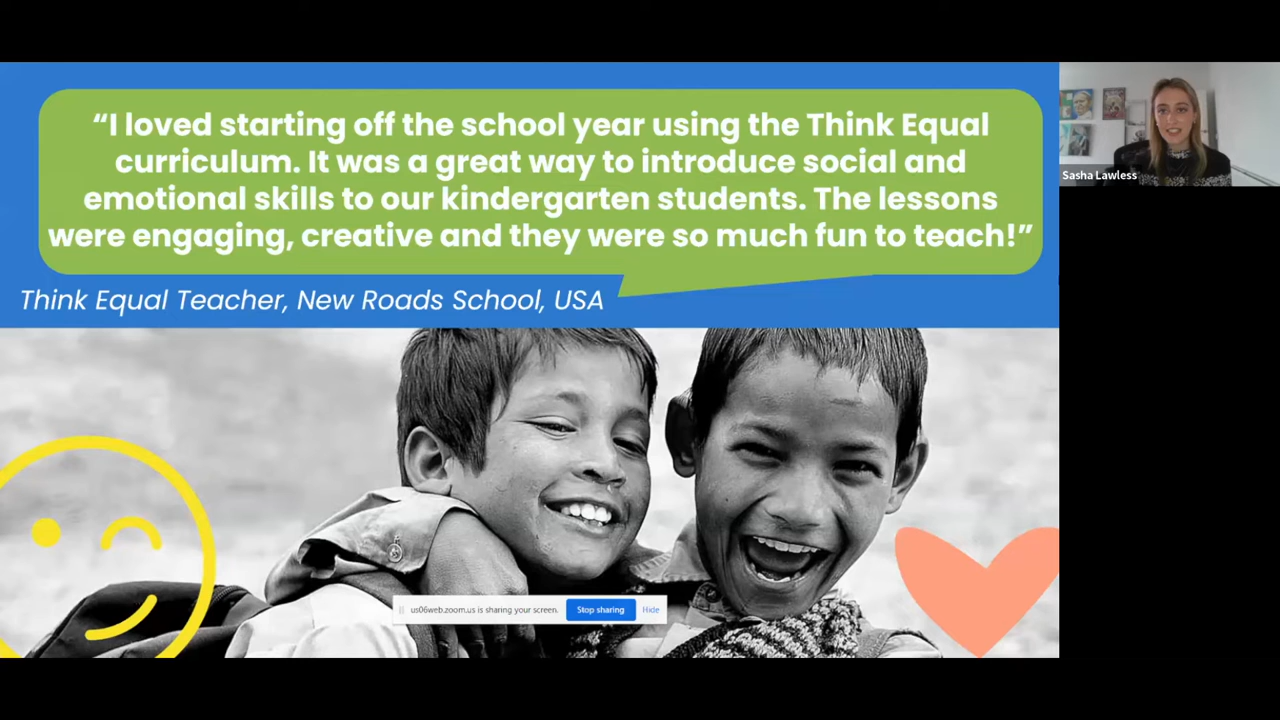 “I loved starting off the school year using the Think Equal
curriculum. It was a great way to introduce social and
emotional skills to our kindergarten students. The lessons
were engaging, creative and they were so much fun to teach!”
Think Equal Teacher, New Roads School, USA
Sasha Lawless
us06web.zoom.us is sharing your screen. Stop sharing Hide